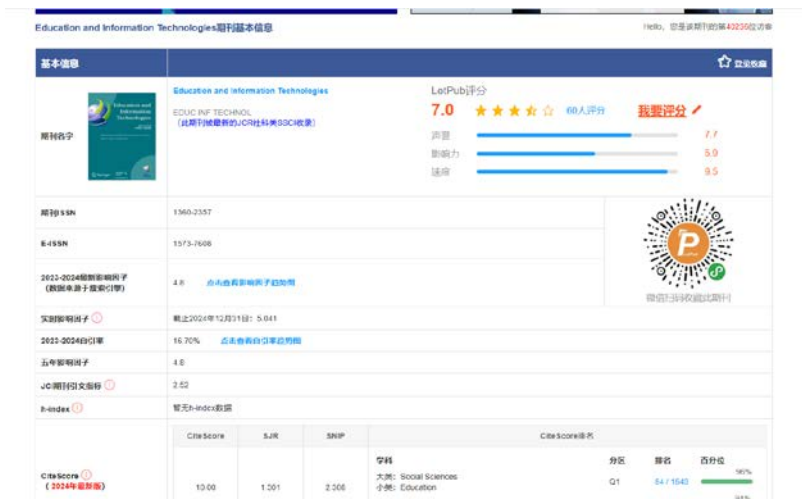 Education and Information Technologies期刊基本信息
Hello, 您是该期刊的第位访客
基本信息
登录收藏
期刊名字
Education and Information Technologies
EDUC INF TECHNOL
(此期刊被最新的JCR社科类SSCI收录)
LetPub评分
7.0
60人评分
我要评分
声誉
7.7
影响力
5.9
速度
9.5
期刊ISSN
1360-2357
E-ISSN
1573-7608
微信扫码收藏此期刊
2023-2024最新影响因子
(数据来源于搜索引擎)
4.8 点击查看影响因子趋势图
实时影响因子
截止2024年12月31日: 5.041
2023-2024自引率
16.70% 点击查看自引率趋势图
五年影响因子
4.8
JCI期刊引文指标
2.52
h-index
暂无h-index数据
CiteScore
(2024年最新版)
CiteScore SJR SNIP CiteScore排名
10.00 1.301
学科 分区 排名 百分位
大类: Social Sciences
小类: Education
Q1
96%